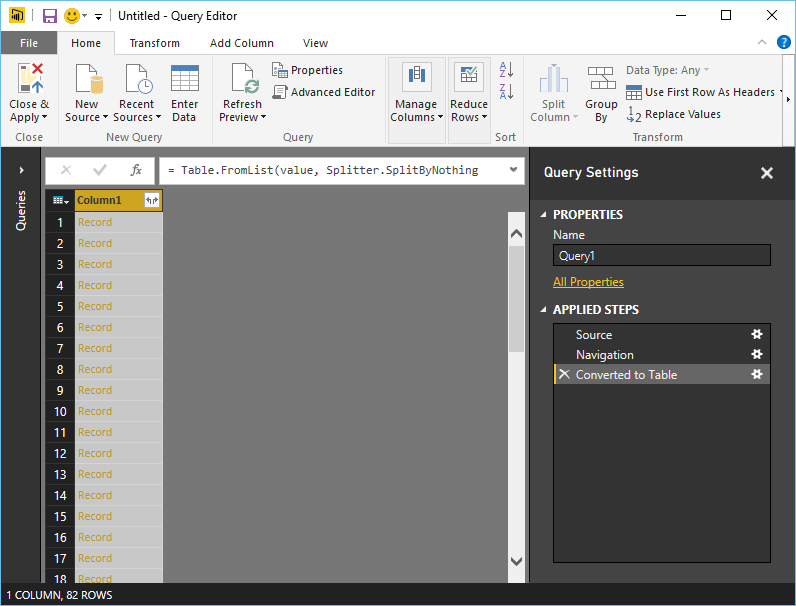 Untitled - Query Editor
File Home Transform Add Column View
Close & Apply
Close
New Source
Recent Sources
Enter Data
New Query
Refresh Preview
Properties
Advanced Editor
Query
Manage Columns
Reduce Rows
Sort
Split Column
Group By
Data Type: Any
Use First Row As Headers
Replace Values
Transform
Queries
fx = Table.FromList(value, Splitter.SplitByNothing
Column1
1 Record
2 Record
3 Record
4 Record
5 Record
6 Record
7 Record
8 Record
9 Record
10 Record
11 Record
12 Record
13 Record
14 Record
15 Record
16 Record
17 Record
18 Record
Query Settings
PROPERTIES
Name
Query1
All Properties
APPLIED STEPS
Source
Navigation
Converted to Table
1 COLUMN, 82 ROWS